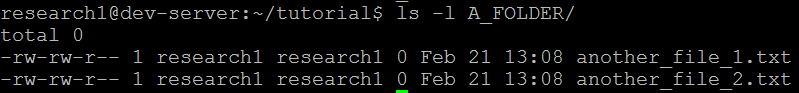 research1@dev-server:~/tutorial$ ls -l A_FOLDER/
total 0
-rw-rw-r-- 1 research1 research1 0 Feb 21 13:08 another_file_1.txt
-rw-rw-r-- 1 research1 research1 0 Feb 21 13:08 another_file_2.txt